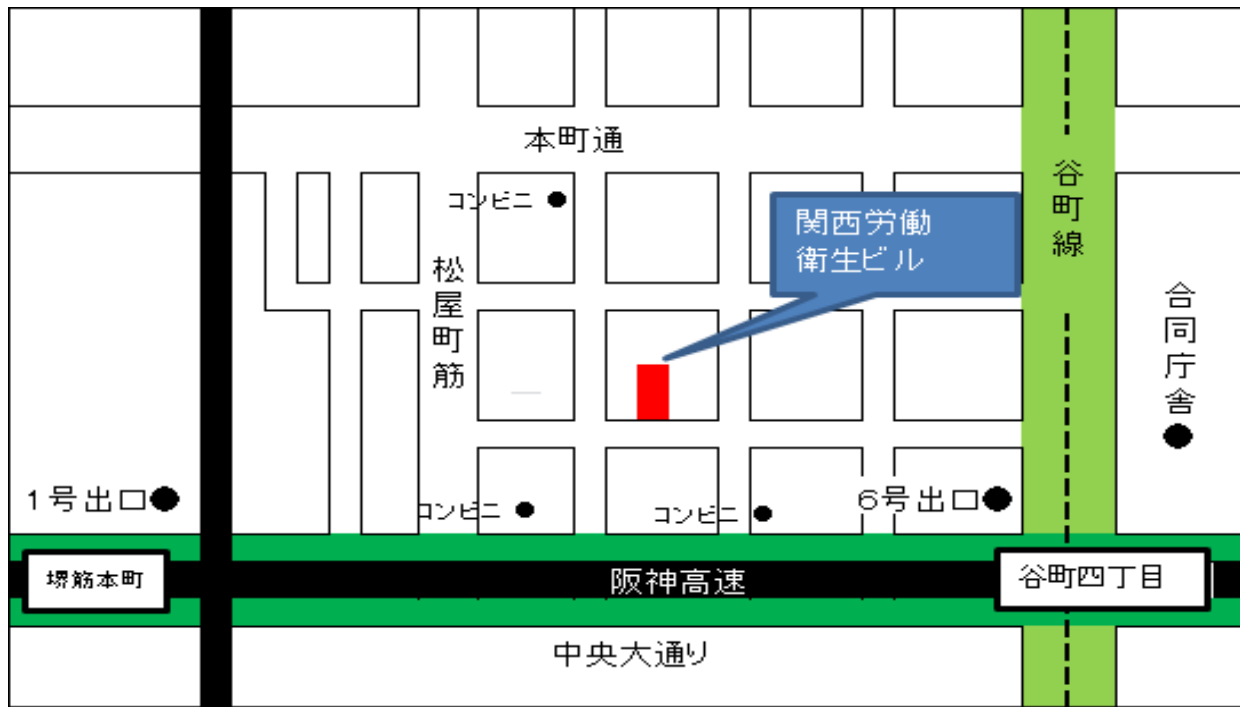 本町通
コンビニ
谷町線
関西労働
衛生ビル
松屋町筋
合同庁舎
1号出口
6号出口
コンビニ
コンビニ
堺筋本町
阪神高速
谷町四丁目
中央大通り